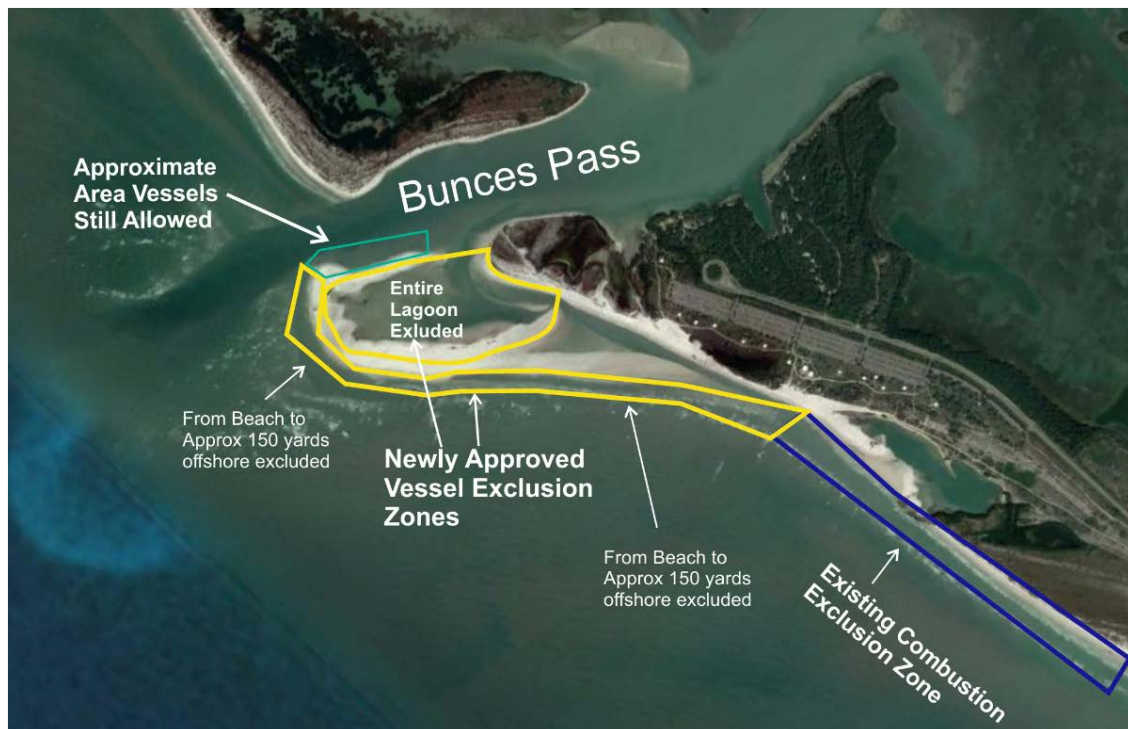 Approximate
Area Vessels
Still Allowed
Bunces Pass
Entire
Lagoon
Exluded
From Beach to
Approx 150 yards
offshore excluded
Newly Approved
Vessel Exclusion
Zones
From Beach to
Approx 150 yards
offshore excluded
Existing Combustion
Exclusion Zone